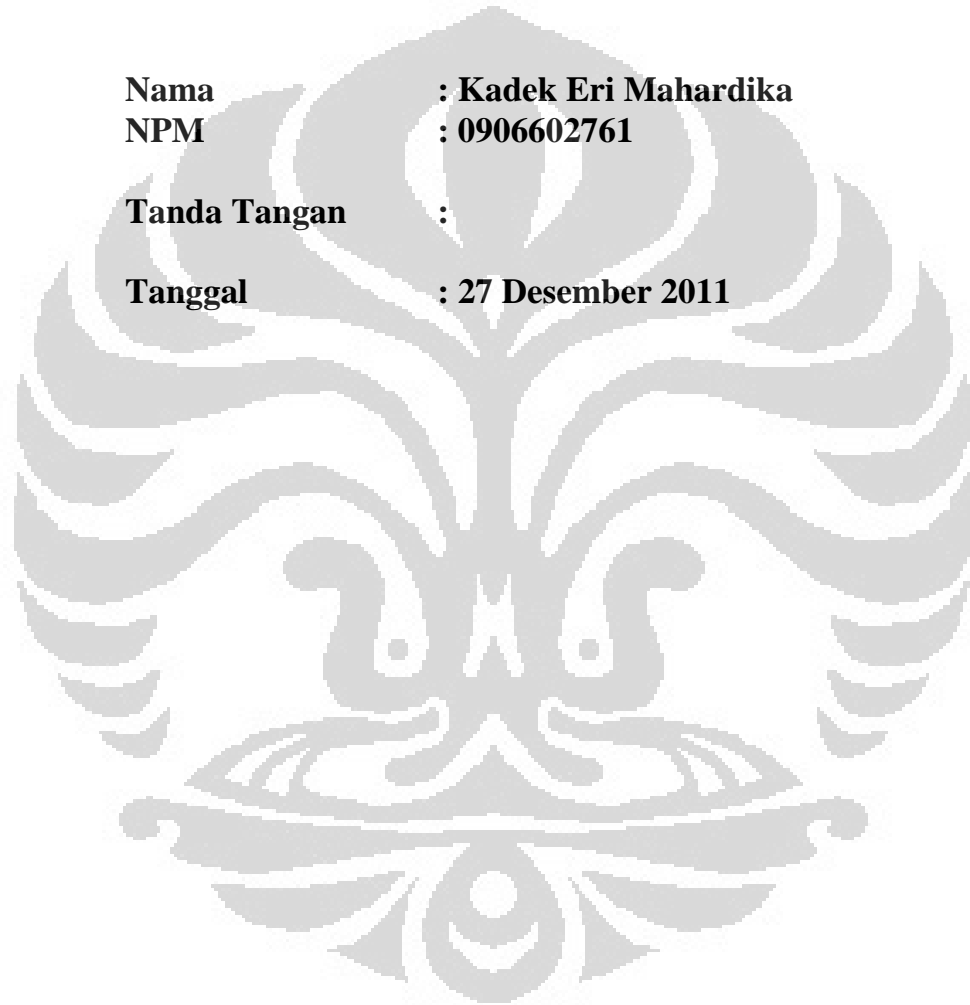 Nama : Kadek Eri Mahardika
NPM : 0906602761
Tanda Tangan :
Tanggal : 27 Desember 2011